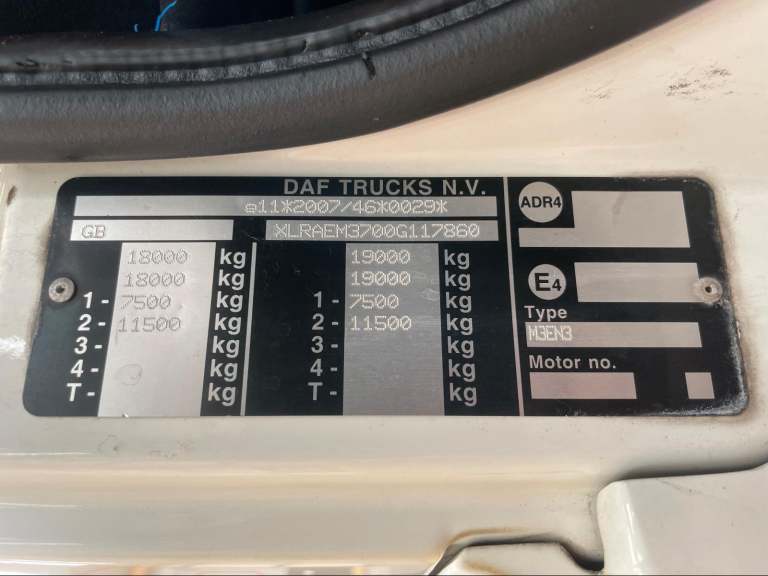 DAF TRUCKS N.V.
e11*2007/46*0029*
GB XLRAEM3700G117860
18000 kg 19000 kg
18000 kg 19000 kg
1- 7500 kg 1- 7500 kg
2- 11500 kg 2- 11500 kg
3- kg 3- kg
4- kg 4- kg
T- kg T- kg
ADR4
E4
Type
M3EN3
Motor no.